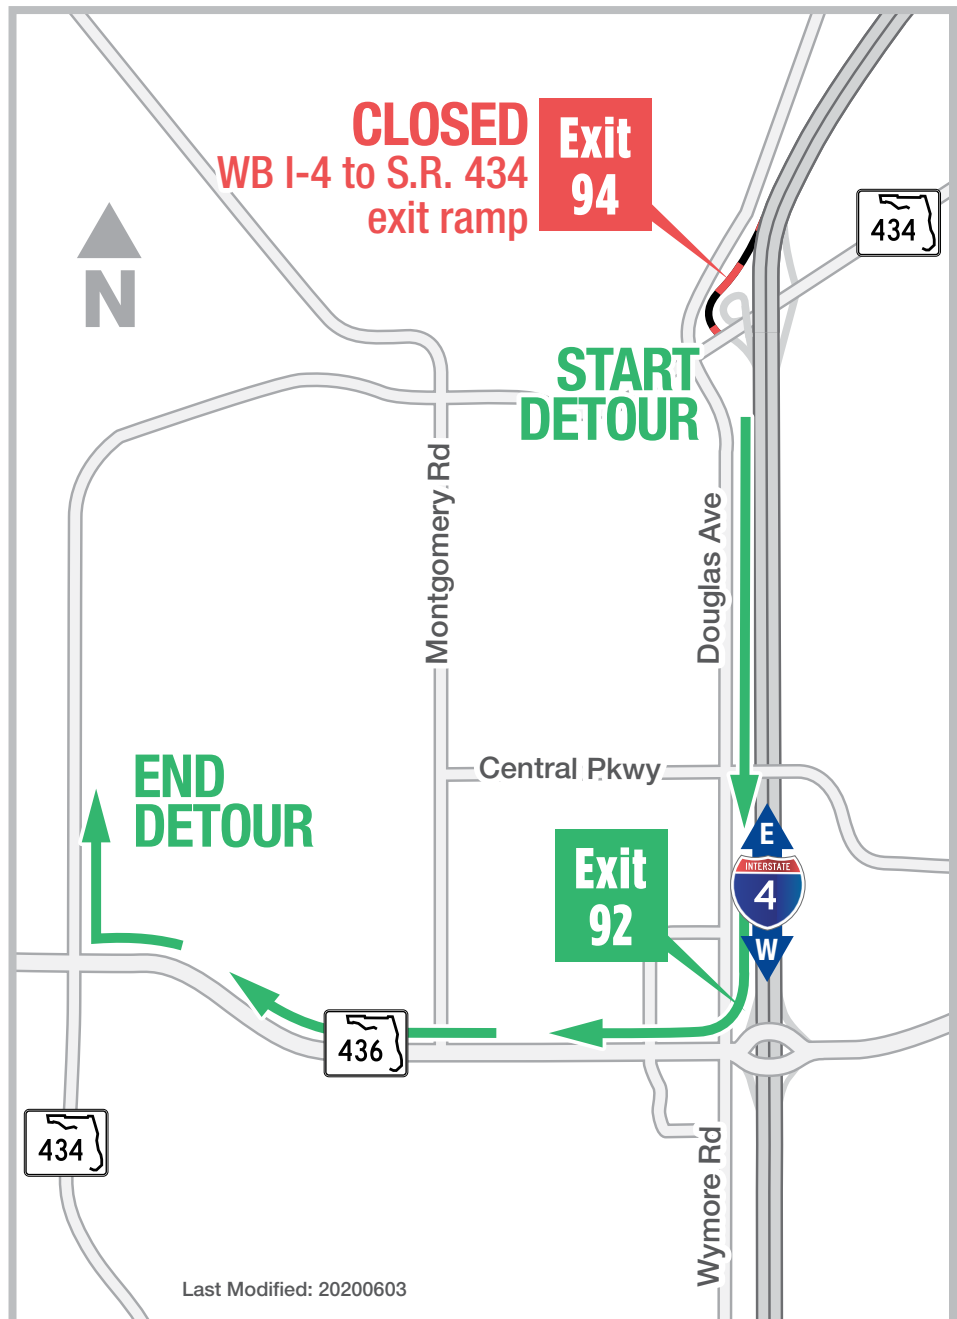 CLOSED
WB I-4 to S.R. 434
exit ramp
Exit
94
434
N
START
DETOUR
Montgomery Rd
Douglas Ave
END
DETOUR
Central Pkwy
Exit
92
E
INTERSTATE
4
W
436
434
Wymore Rd
Last Modified: 20200603